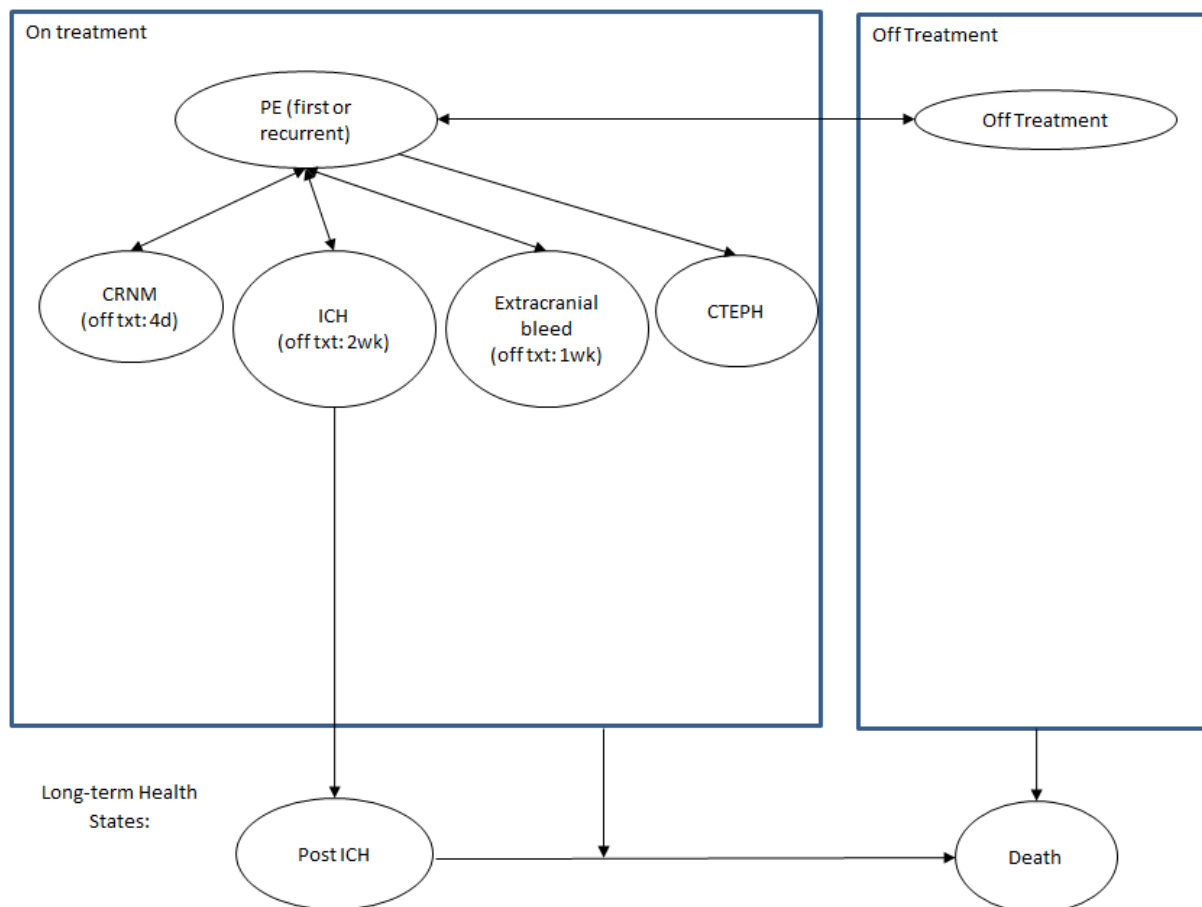 On treatment
Off Treatment
PE (first or
recurrent)
Off Treatment
CRNM
(off txt: 4d)
ICH
(off txt: 2wk)
Extracranial
bleed
(off txt: 1wk)
CTEPH
Long-term Health
States:
Post ICH
Death